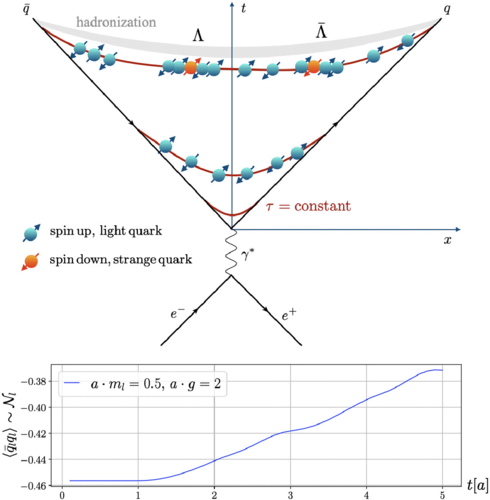 q̄ t q
hadronization
Λ Λ̄
τ = constant
x
spin up, light quark
γ*
spin down, strange quark
e⁻ e⁺
a · mₗ = 0.5, a · g = 2
⟨q̄ₗqₗ⟩ ∼ 𝒩ₗ
−0.38
−0.40
−0.42
−0.44
−0.46
0 1 2 3 4 5
t[a]